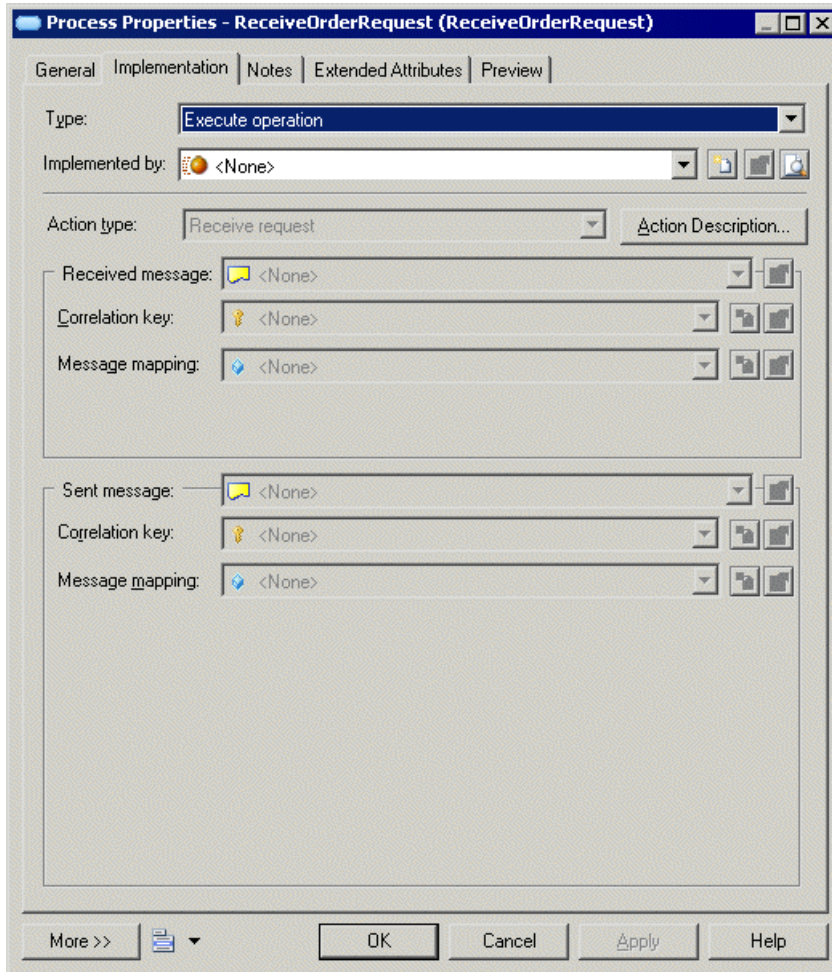 Process Properties - ReceiveOrderRequest (ReceiveOrderRequest)
General Implementation Notes Extended Attributes Preview
Type: Execute operation
Implemented by: <None>
Action type: Receive request Action Description...
Received message: <None>
Correlation key: <None>
Message mapping: <None>
Sent message: <None>
Correlation key: <None>
Message mapping: <None>
More >> OK Cancel Apply Help